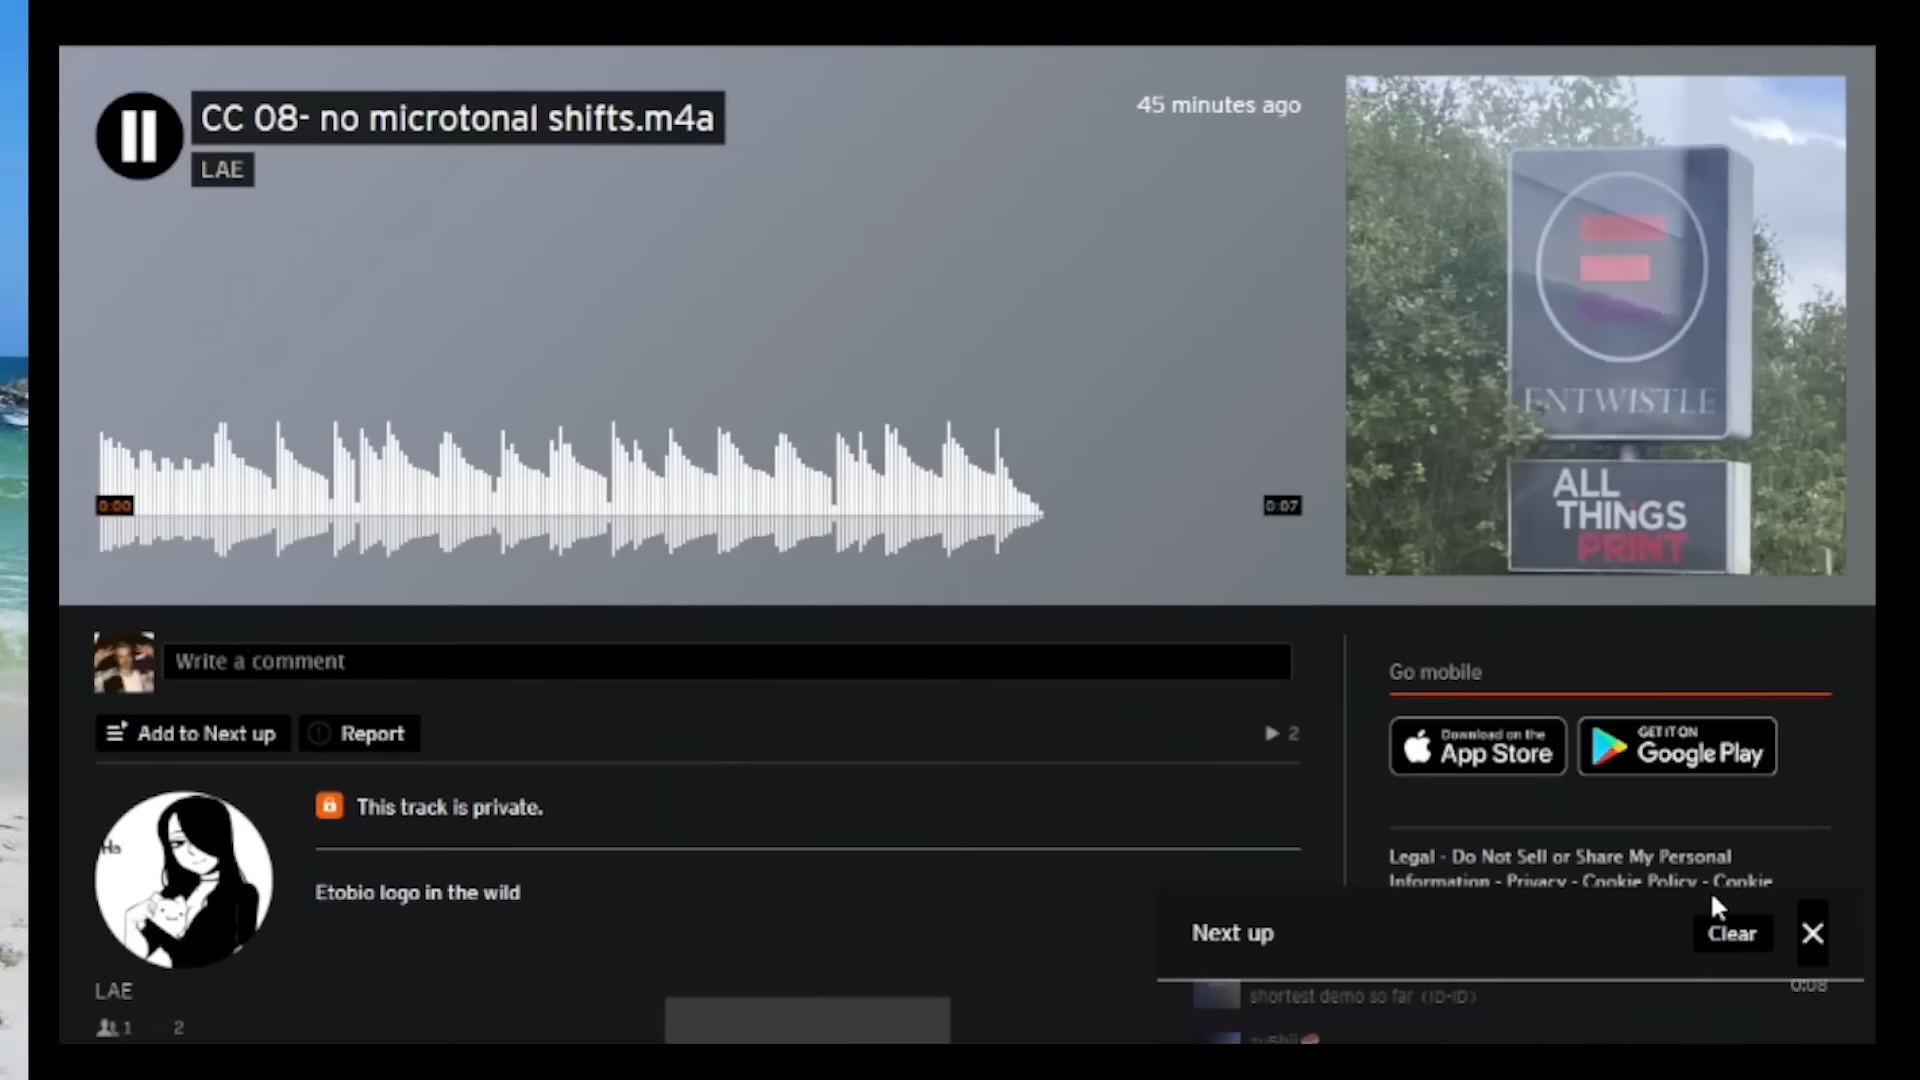 CC 08- no microtonal shifts.m4a
45 minutes ago
LAE
ENTWISTLE
ALL
THINGS
PRINT
0:00
0:07
Write a comment
Go mobile
Add to Next up
Report
2
Download on the
App Store
GET IT ON
Google Play
This track is private.
Legal - Do Not Sell or Share My Personal
Information - Privacy - Cookie Policy - Cookie
Etobio logo in the wild
Next up
Clear
LAE
0:08
shortest demo so far (ID-ID)
1
2